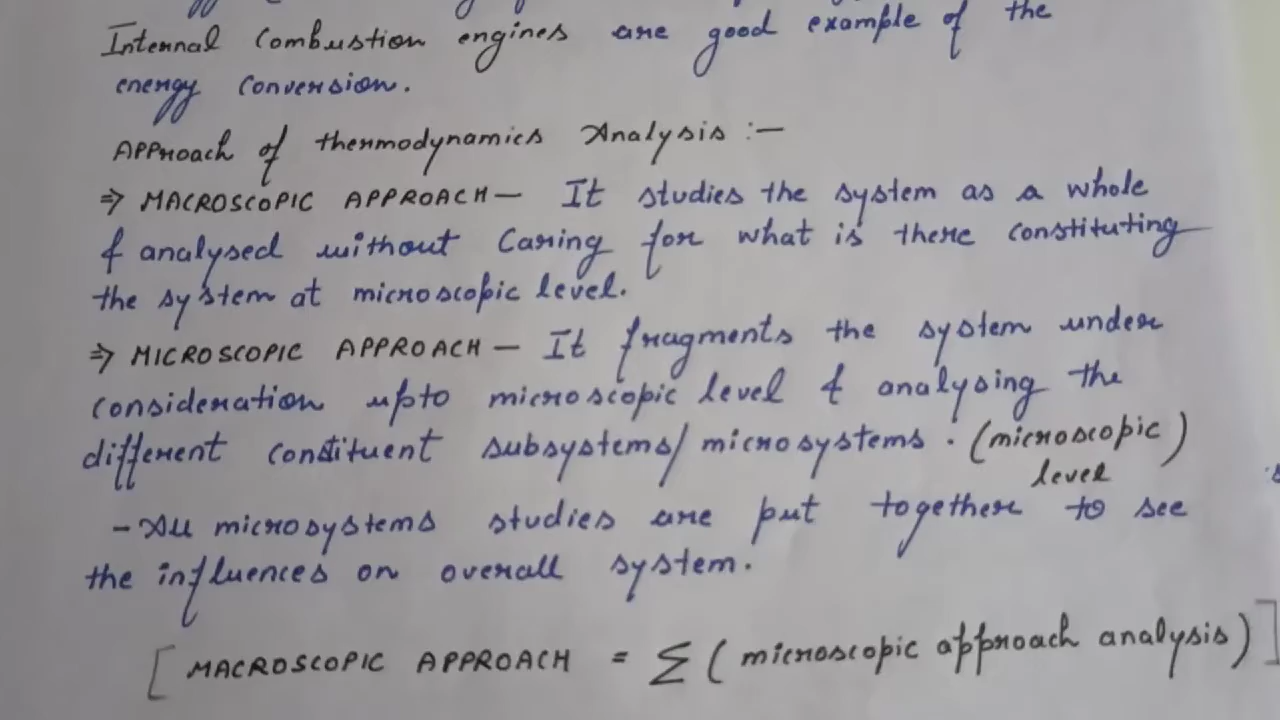 Internal Combustion engines are good example of the
energy conversion.
APPROACH of thermodynamics Analysis :-
⇒ MACROSCOPIC APPROACH - It studies the system as a whole
& analysed without Caring for what is there constituting
the system at microscopic level.
⇒ MICROSCOPIC APPROACH - It fragments the system under
consideration upto microscopic level & analysing the
different constituent subsystems/microsystems. (microscopic)
level
- All microsystems studies are put together to see
the influences on overall system.
[MACROSCOPIC APPROACH = Σ (microscopic approach analysis)]